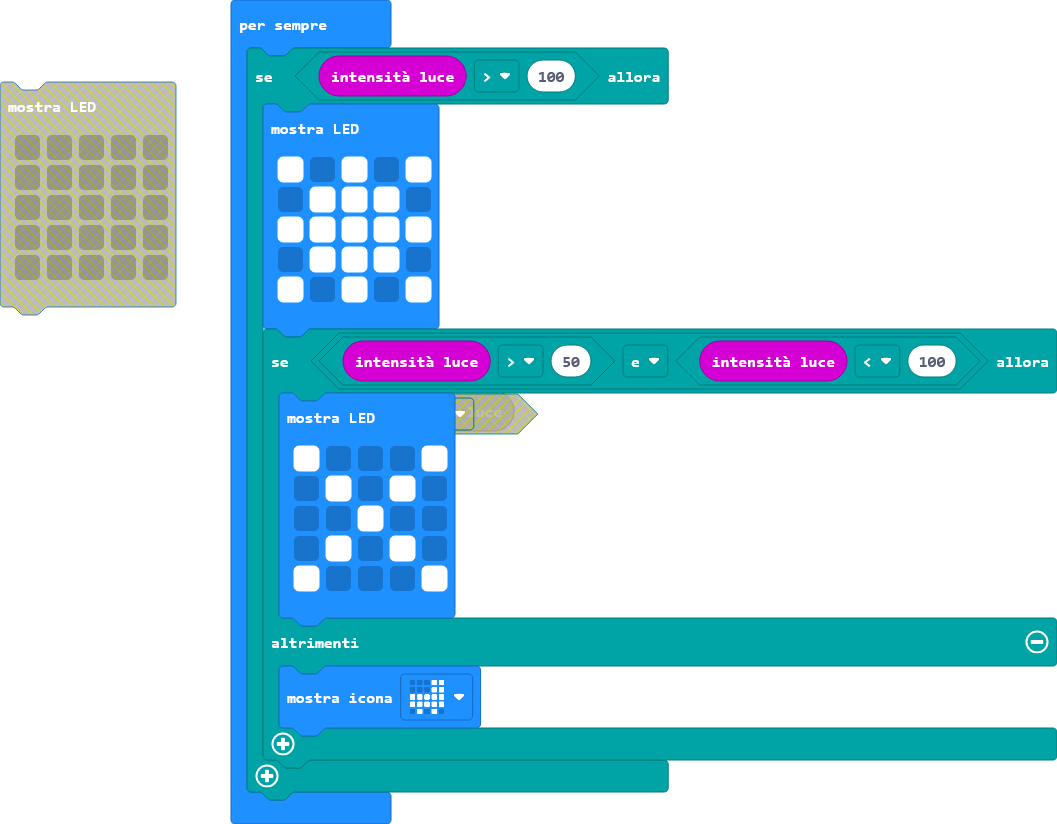 per sempre
se intensità luce > 100 allora
mostra LED
mostra LED
se intensità luce > 50 e intensità luce < 100 allora
mostra LED
luce
altrimenti
mostra icona